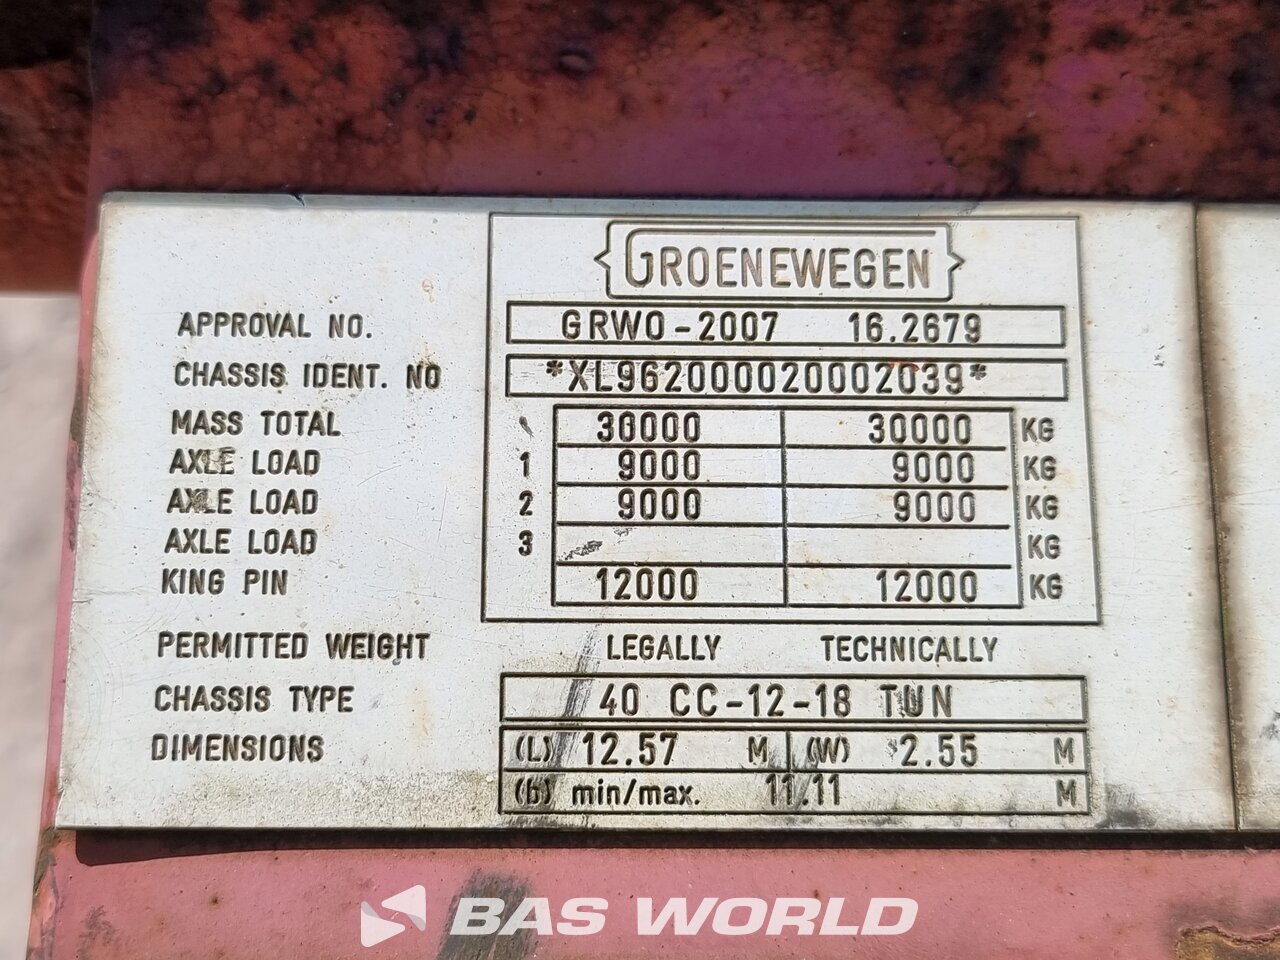 GROENEWEGEN
APPROVAL NO. GRWO-2007 16.2679
CHASSIS IDENT. NO *XL962000020002039*
MASS TOTAL 30000 30000 KG
AXLE LOAD 1 9000 9000 KG
AXLE LOAD 2 9000 9000 KG
AXLE LOAD 3 KG
KING PIN 12000 12000 KG
PERMITTED WEIGHT LEGALLY TECHNICALLY
CHASSIS TYPE 40 CC-12-18 TUN
DIMENSIONS (L) 12.57 M (W) 2.55 M
(b) min/max. 11.11 M
BAS WORLD